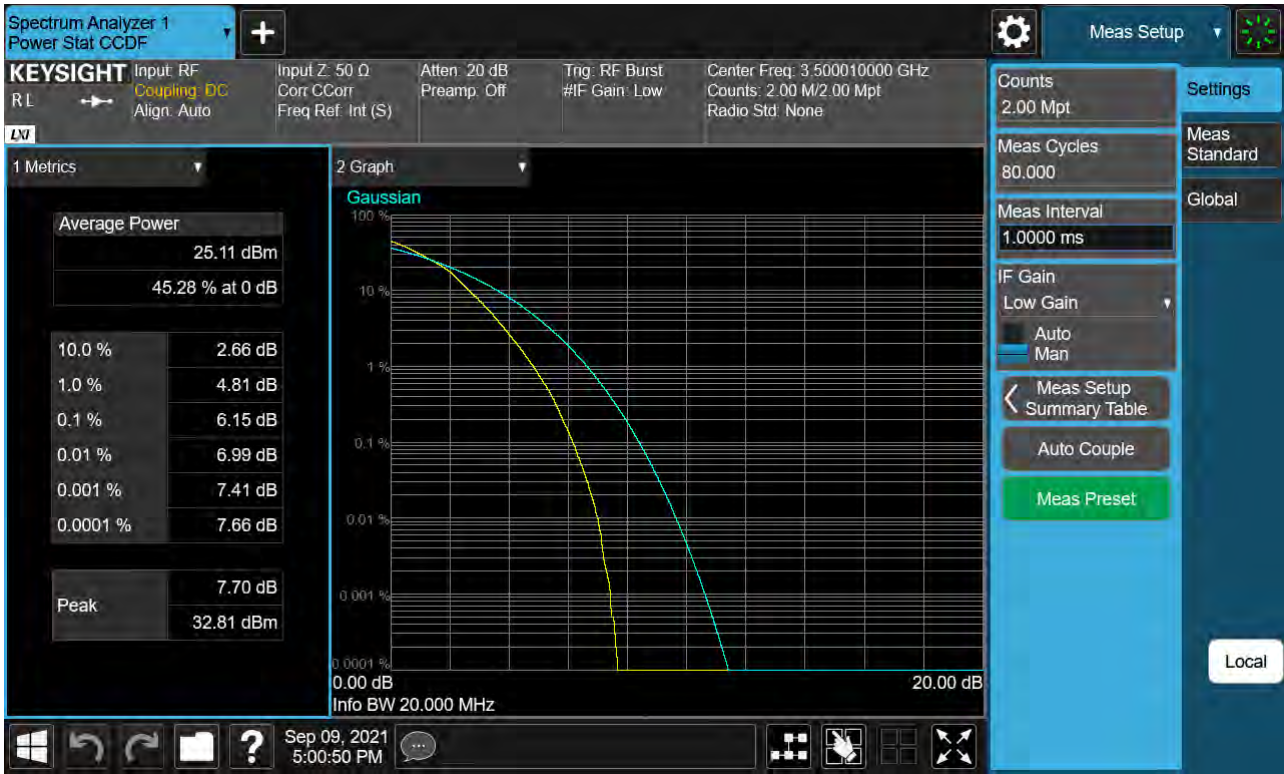 Spectrum Analyzer 1
Power Stat CCDF
+
Meas Setup
KEYSIGHT
RL
LXI
Input: RF
Coupling: DC
Align: Auto
Input Z: 50 Ω
Corr CCorr
Freq Ref: Int (S)
Atten: 20 dB
Preamp: Off
Trig: RF Burst
#IF Gain: Low
Center Freq: 3.500010000 GHz
Counts: 2.00 M/2.00 Mpt
Radio Std: None
1 Metrics
Average Power
25.11 dBm
45.28 % at 0 dB
10.0 % 2.66 dB
1.0 % 4.81 dB
0.1 % 6.15 dB
0.01 % 6.99 dB
0.001 % 7.41 dB
0.0001 % 7.66 dB
Peak
7.70 dB
32.81 dBm
2 Graph
Gaussian
100 %
10 %
1 %
0.1 %
0.01 %
0.001 %
0.0001 %
0.00 dB 20.00 dB
Info BW 20.000 MHz
Counts
2.00 Mpt
Meas Cycles
80.000
Meas Interval
1.0000 ms
IF Gain
Low Gain
Auto
Man
Meas Setup
Summary Table
Auto Couple
Meas Preset
Settings
Meas
Standard
Global
Local
?
Sep 09, 2021
5:00:50 PM